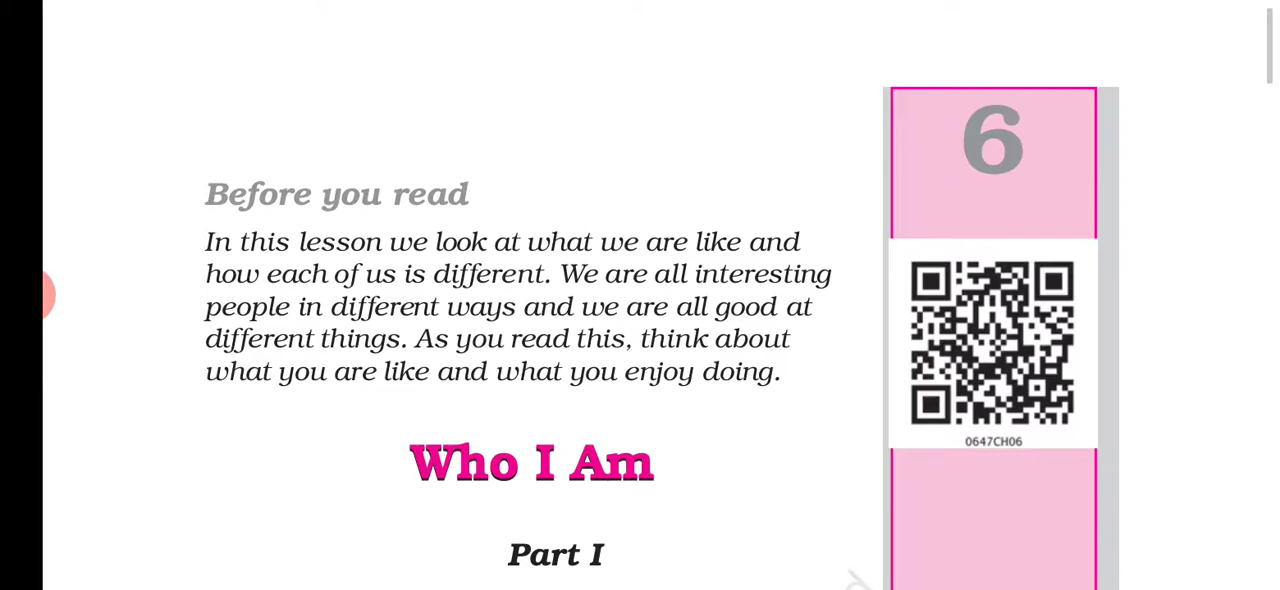 6
Before you read
In this lesson we look at what we are like and
how each of us is different. We are all interesting
people in different ways and we are all good at
different things. As you read this, think about
what you are like and what you enjoy doing.
0647CH06
Who I Am
Part I